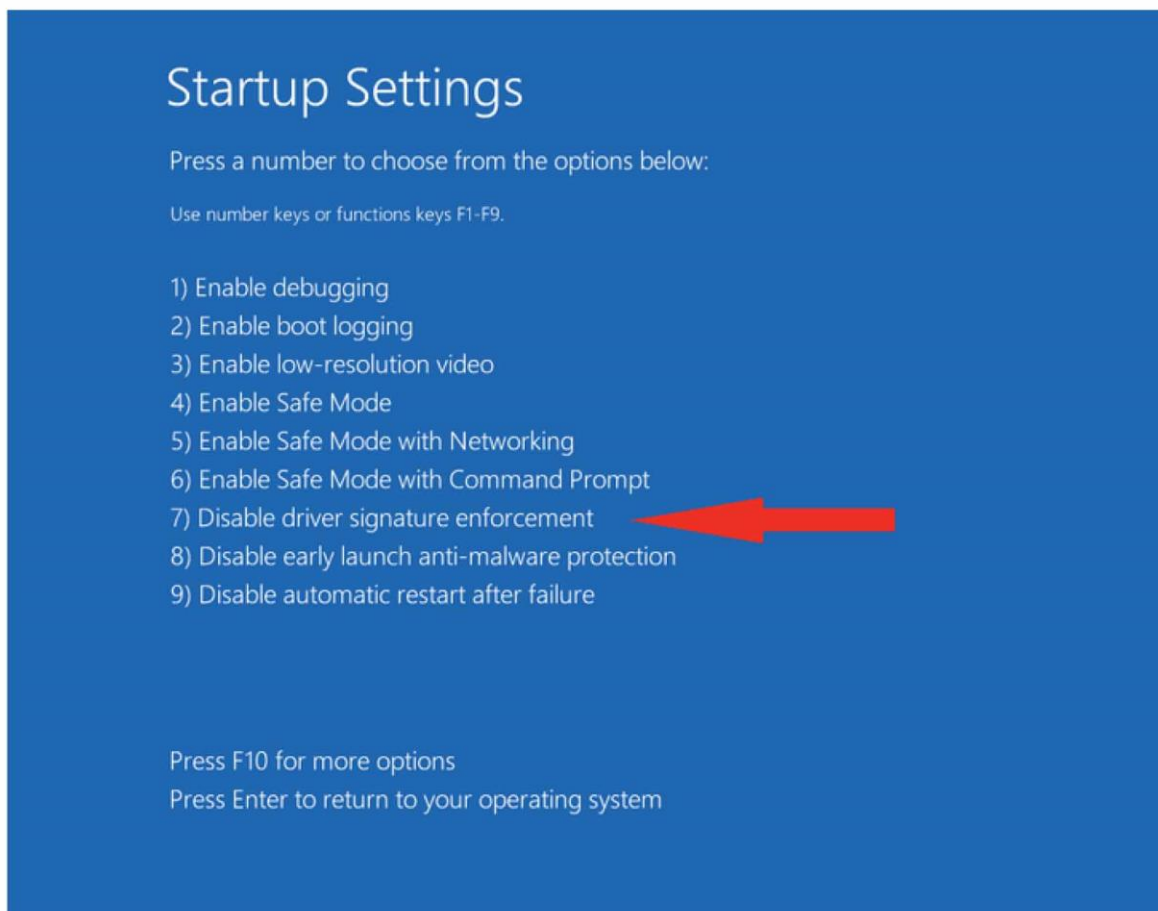 Startup Settings
Press a number to choose from the options below:
Use number keys or functions keys F1-F9.
1) Enable debugging
2) Enable boot logging
3) Enable low-resolution video
4) Enable Safe Mode
5) Enable Safe Mode with Networking
6) Enable Safe Mode with Command Prompt
7) Disable driver signature enforcement
8) Disable early launch anti-malware protection
9) Disable automatic restart after failure
Press F10 for more options
Press Enter to return to your operating system